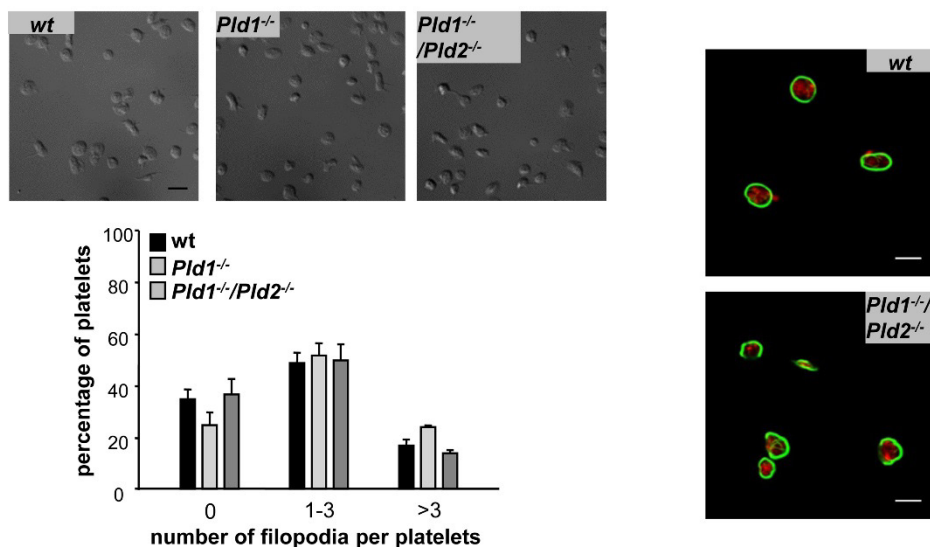 wt
Pld1-/-
Pld1-/-
/Pld2-/-
wt
Pld1-/-/
Pld2-/-
percentage of platelets
100
80
60
40
20
0
wt
Pld1-/-
Pld1-/-/Pld2-/-
0
1-3
>3
number of filopodia per platelets